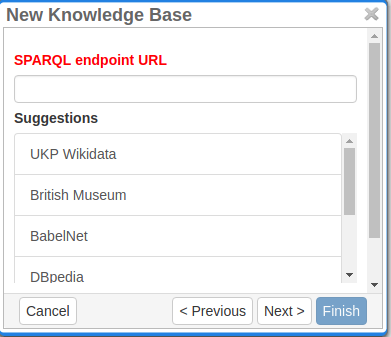 New Knowledge Base
SPARQL endpoint URL
Suggestions
UKP Wikidata
British Museum
BabelNet
DBpedia
Cancel
< Previous
Next >
Finish